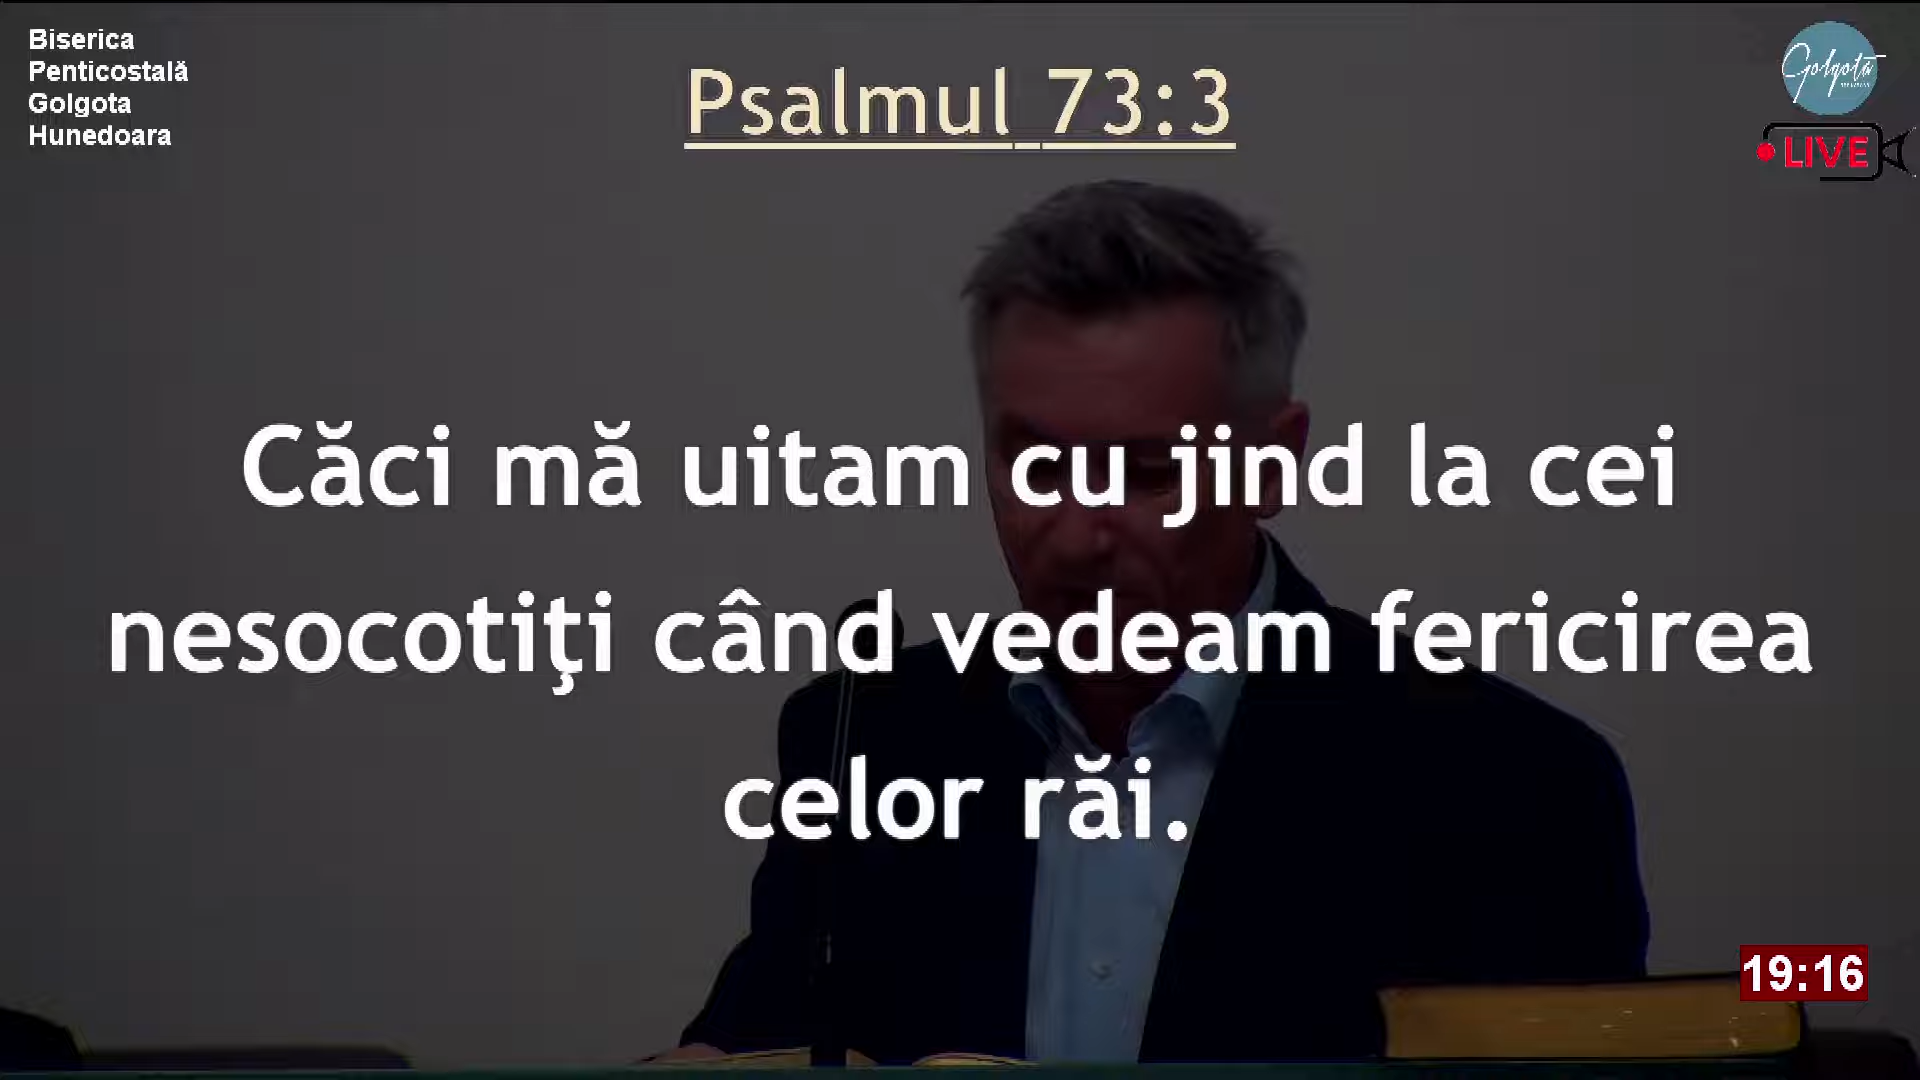 Biserica
Penticostală
Golgota
Hunedoara
Psalmul 73:3
Golgota
LIVE
Căci mă uitam cu jind la cei
nesocotiţi când vedeam fericirea
celor răi.
19:16